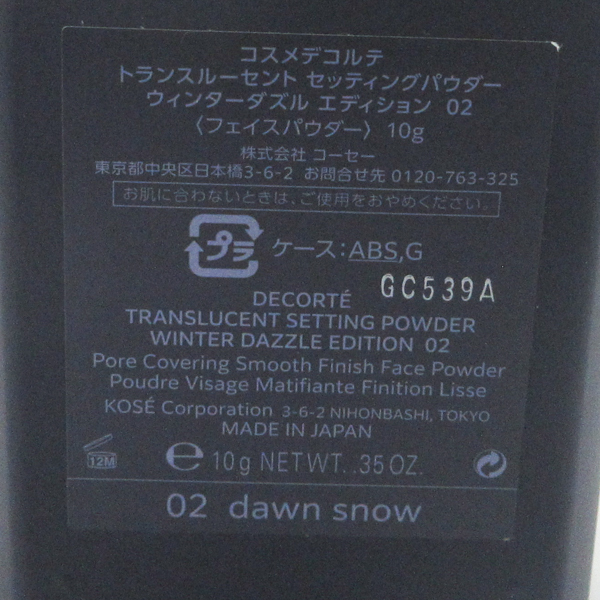 コスメデコルテ
トランスルーセント セッティングパウダー
ウィンターダズル エディション 02
〈フェイスパウダー〉 10g
株式会社 コーセー
東京都中央区日本橋3-6-2 お問合せ先 0120-763-325
お肌に合わないときは、ご使用をおやめください。
プラ ケース:ABS,G
GC539A
DECORTÉ
TRANSLUCENT SETTING POWDER
WINTER DAZZLE EDITION 02
Pore Covering Smooth Finish Face Powder
Poudre Visage Matifiante Finition Lisse
KOSÉ Corporation 3-6-2 NIHONBASHI, TOKYO
MADE IN JAPAN
12M ℮ 10g NETWT. .35OZ.
02 dawn snow